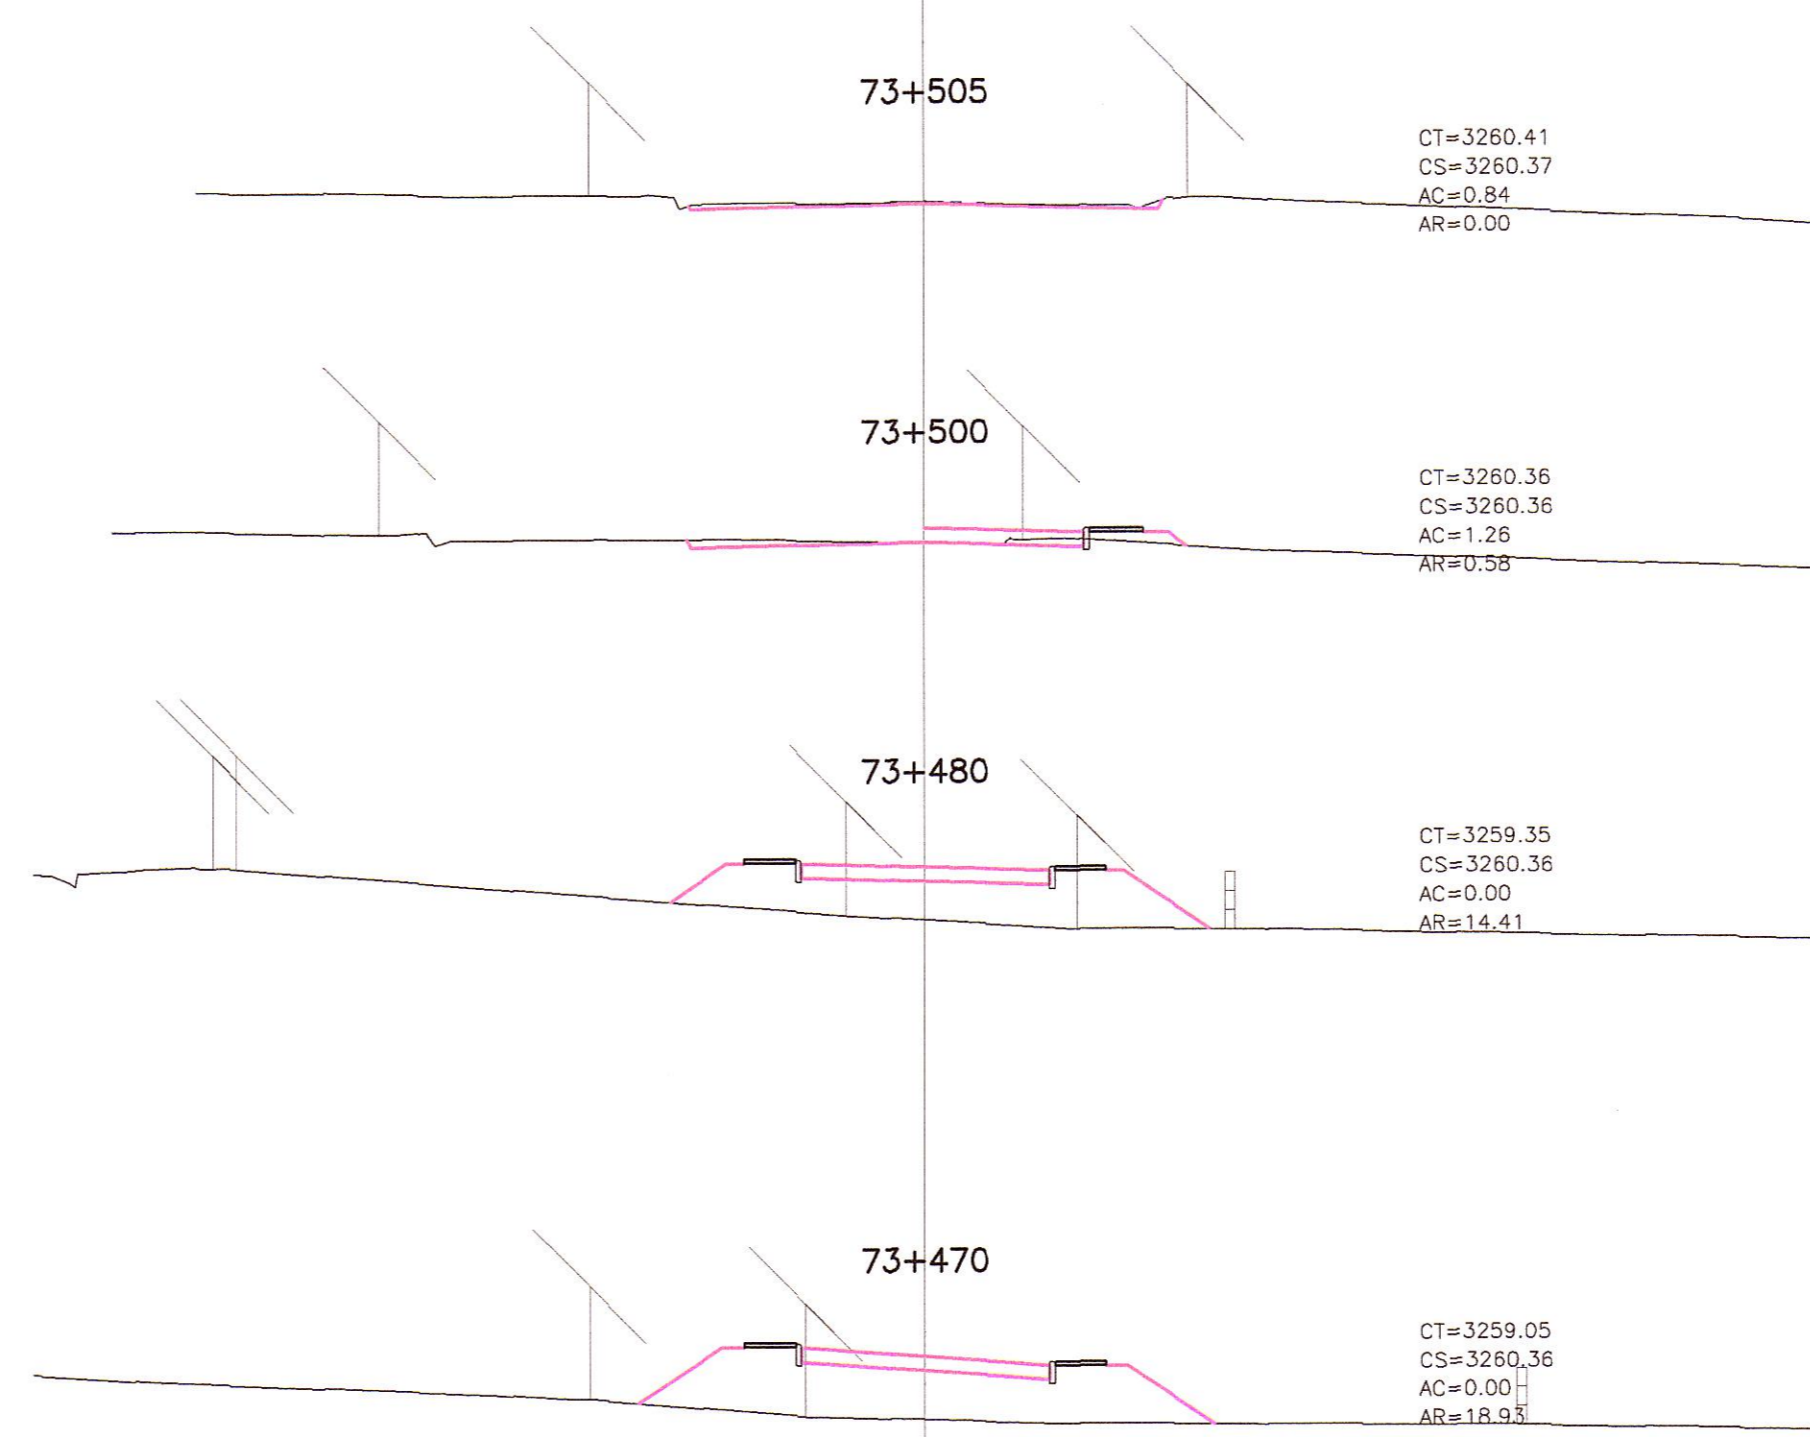 73+505
CT=3260.41
CS=3260.37
AC=0.84
AR=0.00
73+500
CT=3260.36
CS=3260.36
AC=1.26
AR=0.58
73+480
CT=3259.35
CS=3260.36
AC=0.00
AR=14.41
73+470
CT=3259.05
CS=3260.36
AC=0.00
AR=18.93